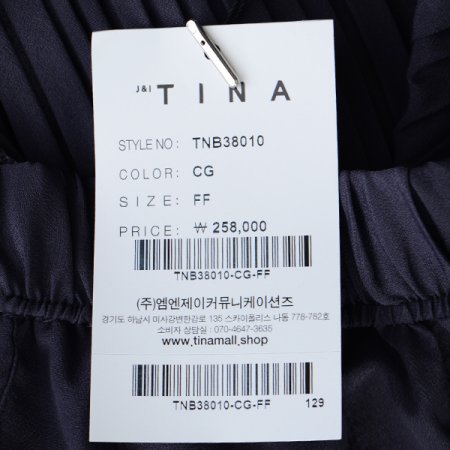 J&I TINA
STYLE NO : TNB38010
COLOR: CG
SIZE: FF
PRICE: ₩ 258,000
TNB38010-CG-FF
(주)엠엔제이커뮤니케이션즈
경기도 하남시 미사강변한강로 135 스카이폴리스 나동 778-782호
소비자 상담실 : 070-4647-3635
www.tinamall.shop
TNB38010-CG-FF 129